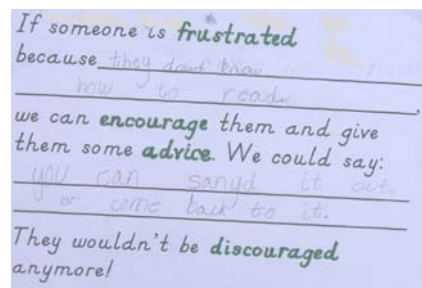 If someone is frustrated
because they dont know
how to read,
we can encourage them and give
them some advice. We could say:
you can sanyd it out.
or come back to it.
They wouldn't be discouraged
anymore!